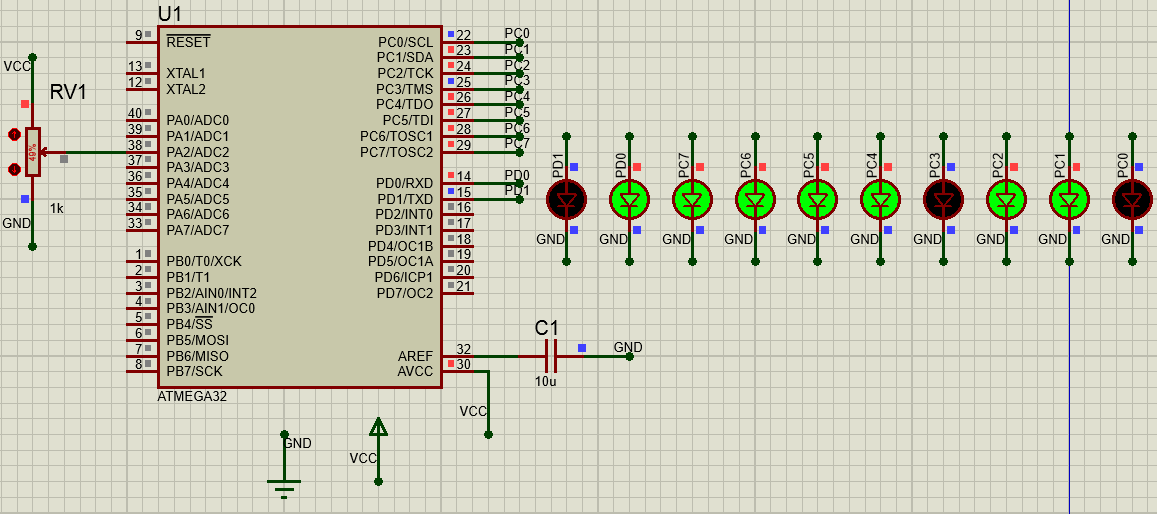 U1
9 RESET
13 XTAL1
12 XTAL2
40 PA0/ADC0
39 PA1/ADC1
38 PA2/ADC2
37 PA3/ADC3
36 PA4/ADC4
35 PA5/ADC5
34 PA6/ADC6
33 PA7/ADC7
1 PB0/T0/XCK
2 PB1/T1
3 PB2/AIN0/INT2
4 PB3/AIN1/OC0
5 PB4/SS
6 PB5/MOSI
7 PB6/MISO
8 PB7/SCK
PC0/SCL 22 PC0
PC1/SDA 23 PC1
PC2/TCK 24 PC2
PC3/TMS 25 PC3
PC4/TDO 26 PC4
PC5/TDI 27 PC5
PC6/TOSC1 28 PC6
PC7/TOSC2 29 PC7
PD0/RXD 14 PD0
PD1/TXD 15 PD1
PD2/INT0 16
PD3/INT1 17
PD4/OC1B 18
PD5/OC1A 19
PD6/ICP1 20
PD7/OC2 21
AREF 32
AVCC 30
ATMEGA32
VCC
RV1
49%
1k
GND
PD1 PD0 PC7 PC6 PC5 PC4 PC3 PC2 PC1 PC0
GND GND GND GND GND GND GND GND GND GND
C1
10u
GND
VCC
GND
VCC